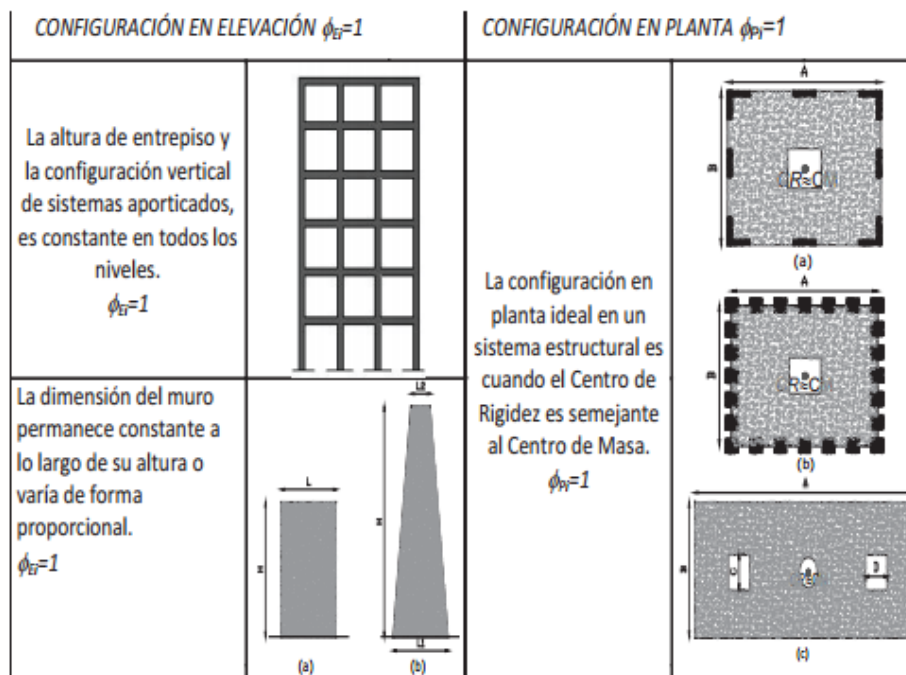 CONFIGURACIÓN EN ELEVACIÓN ϕEi=1
CONFIGURACIÓN EN PLANTA ϕPi=1
La altura de entrepiso y
la configuración vertical
de sistemas aporticados,
es constante en todos los
niveles.
ϕEi=1
La dimensión del muro
permanece constante a
lo largo de su altura o
varía de forma
proporcional.
ϕEi=1
L
H
(a)
L2
H
L1
(b)
La configuración en
planta ideal en un
sistema estructural es
cuando el Centro de
Rigidez es semejante
al Centro de Masa.
ϕPi=1
A
B
CR≈CM
(a)
A
B
CR≈CM
(b)
A
B
C
D
(c)